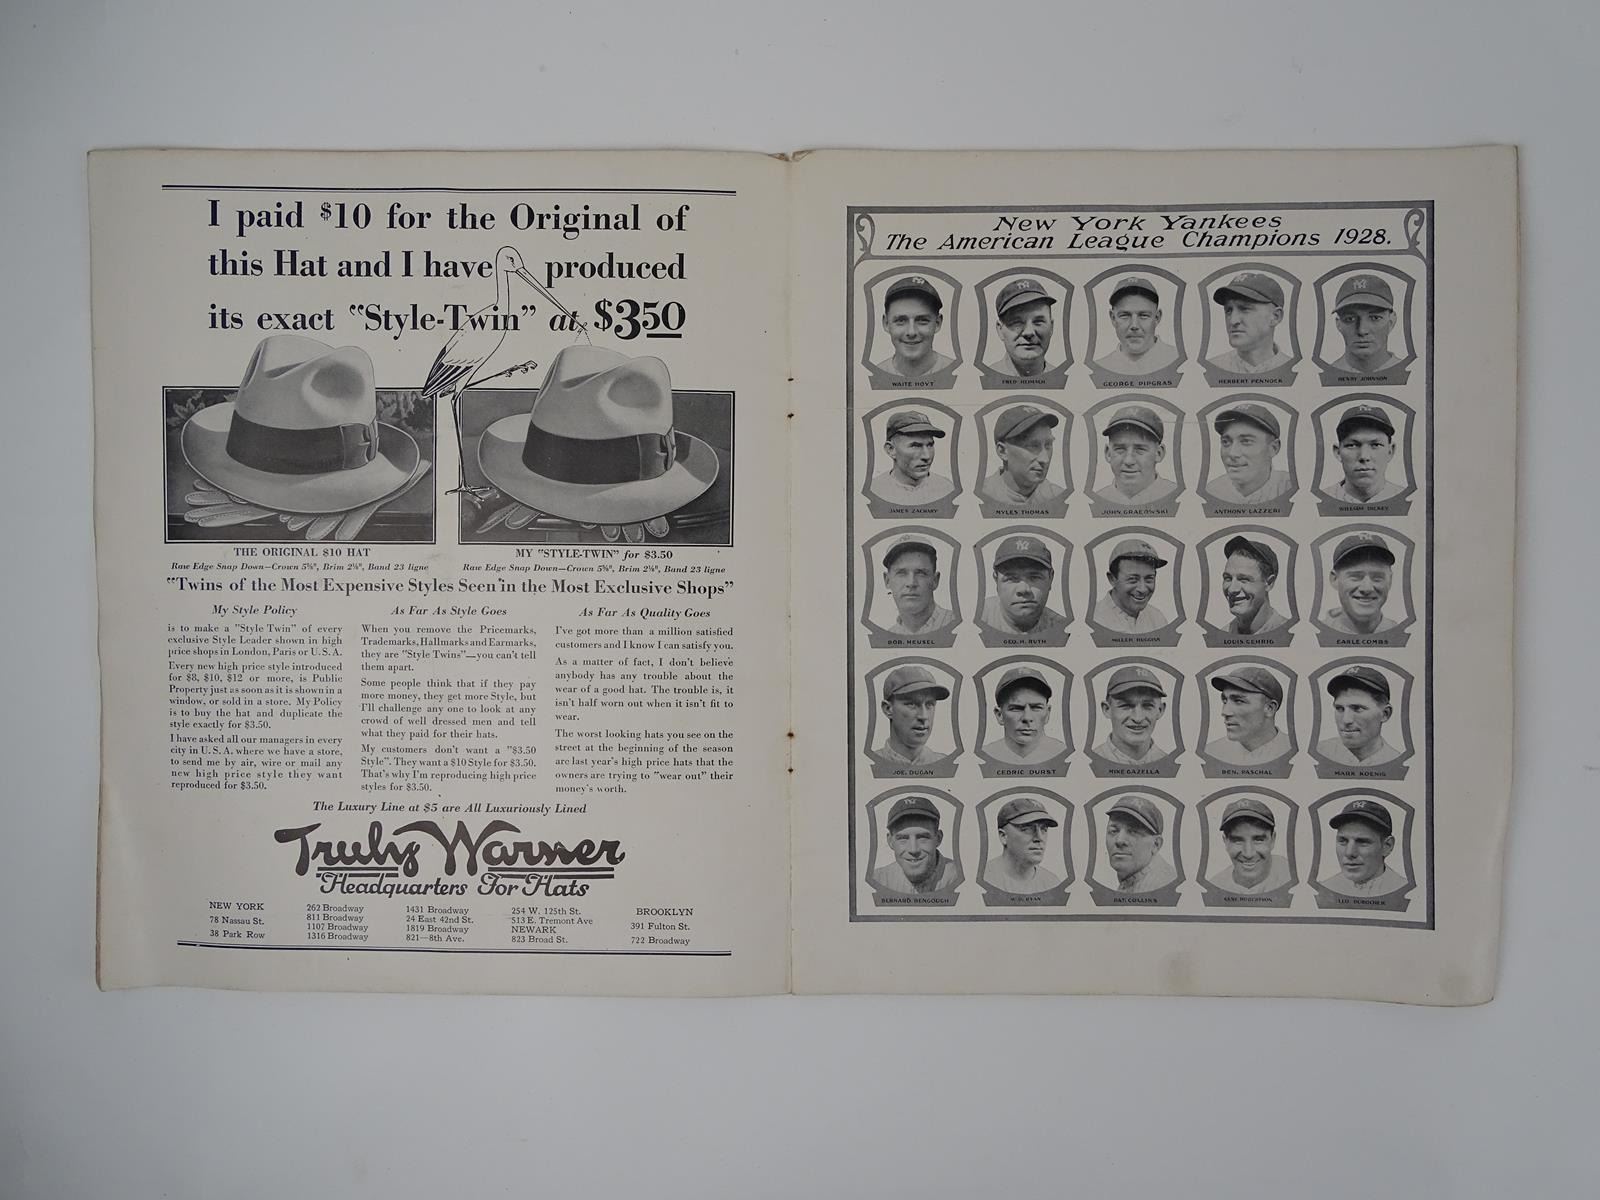 I paid $10 for the Original of
this Hat and I have produced
its exact "Style-Twin" at $3.50
THE ORIGINAL $10 HAT
Raw Edge Snap Down—Crown 5⅝", Brim 2⅛", Band 23 ligne
MY "STYLE-TWIN" for $3.50
Raw Edge Snap Down—Crown 5⅝", Brim 2⅛", Band 23 ligne
"Twins of the Most Expensive Styles Seen in the Most Exclusive Shops"
My Style Policy
is to make a "Style Twin" of every
exclusive Style Leader shown in high
price shops in London, Paris or U. S. A.
Every new high price style introduced
for $8, $10, $12 or more, is Public
Property just as soon as it is shown in a
window, or sold in a store. My Policy
is to buy the hat and duplicate the
style exactly for $3.50.
I have asked all our managers in every
city in U. S. A. where we have a store,
to send me by air, wire or mail any
new high price style they want
reproduced for $3.50.
As Far As Style Goes
When you remove the Pricemarks,
Trademarks, Hallmarks and Earmarks,
they are "Style Twins"—you can't tell
them apart.
Some people think that if they pay
more money, they get more Style, but
I'll challenge any one to look at any
crowd of well dressed men and tell
what they paid for their hats.
My customers don't want a "$3.50
Style". They want a $10 Style for $3.50.
That's why I'm reproducing high price
styles for $3.50.
As Far As Quality Goes
I've got more than a million satisfied
customers and I know I can satisfy you.
As a matter of fact, I don't believe
anybody has any trouble about the
wear of a good hat. The trouble is, it
isn't half worn out when it isn't fit to
wear.
The worst looking hats you see on the
street at the beginning of the season
are last year's high price hats that the
owners are trying to "wear out" their
money's worth.
The Luxury Line at $5 are All Luxuriously Lined
Truly Warner
Headquarters For Hats
NEW YORK
78 Nassau St.
38 Park Row
262 Broadway
811 Broadway
1107 Broadway
1316 Broadway
1431 Broadway
24 East 42nd St.
1819 Broadway
821—8th Ave.
254 W. 125th St.
513 E. Tremont Ave
NEWARK
823 Broad St.
BROOKLYN
391 Fulton St.
722 Broadway
New York Yankees
The American League Champions 1928.
WAITE HOYT
FRED HEIMACH
GEORGE PIPGRAS
HERBERT PENNOCK
HENRY JOHNSON
JAMES ZACHARY
MYLES THOMAS
JOHN GRABOWSKI
ANTHONY LAZZERI
WILLIAM DICKEY
BOB. MEUSEL
GEO. H. RUTH
MILLER HUGGINS
LOUIS GEHRIG
EARLE COMBS
JOE. DUGAN
CEDRIC DURST
MIKE GAZELLA
BEN. PASCHAL
MARK KOENIG
BERNARD BENGOUGH
RYAN
PAT. COLLINS
GENE ROBERTSON
LEO DUROCHER